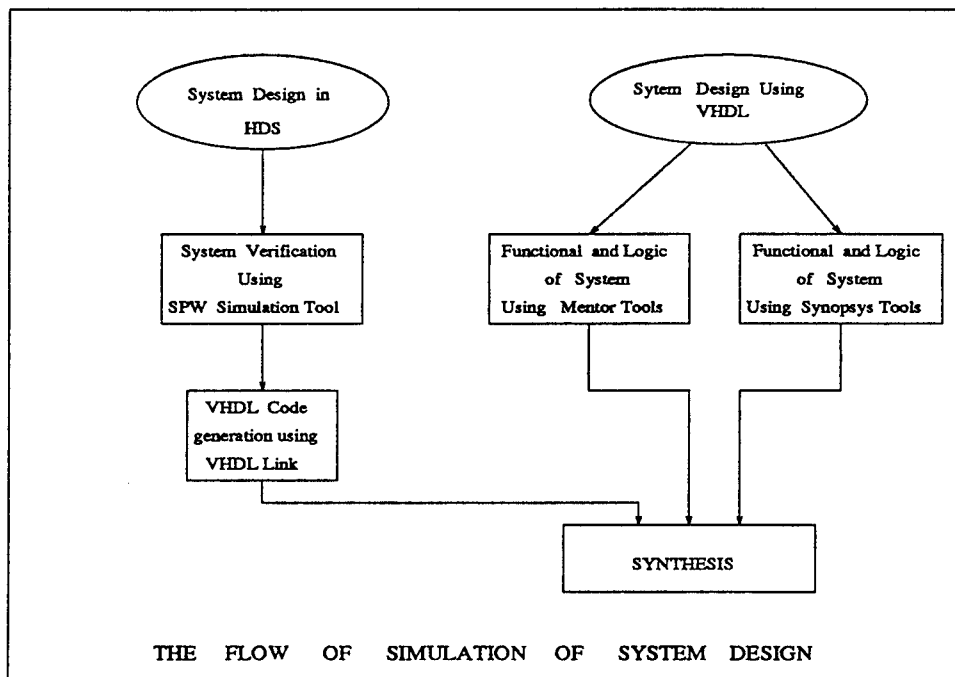 System Design in
HDS
Sytem Design Using
VHDL
System Verification
Using
SPW Simulation Tool
Functional and Logic
of System
Using Mentor Tools
Functional and Logic
of System
Using Synopsys Tools
VHDL Code
generation using
VHDL Link
SYNTHESIS
THE FLOW OF SIMULATION OF SYSTEM DESIGN